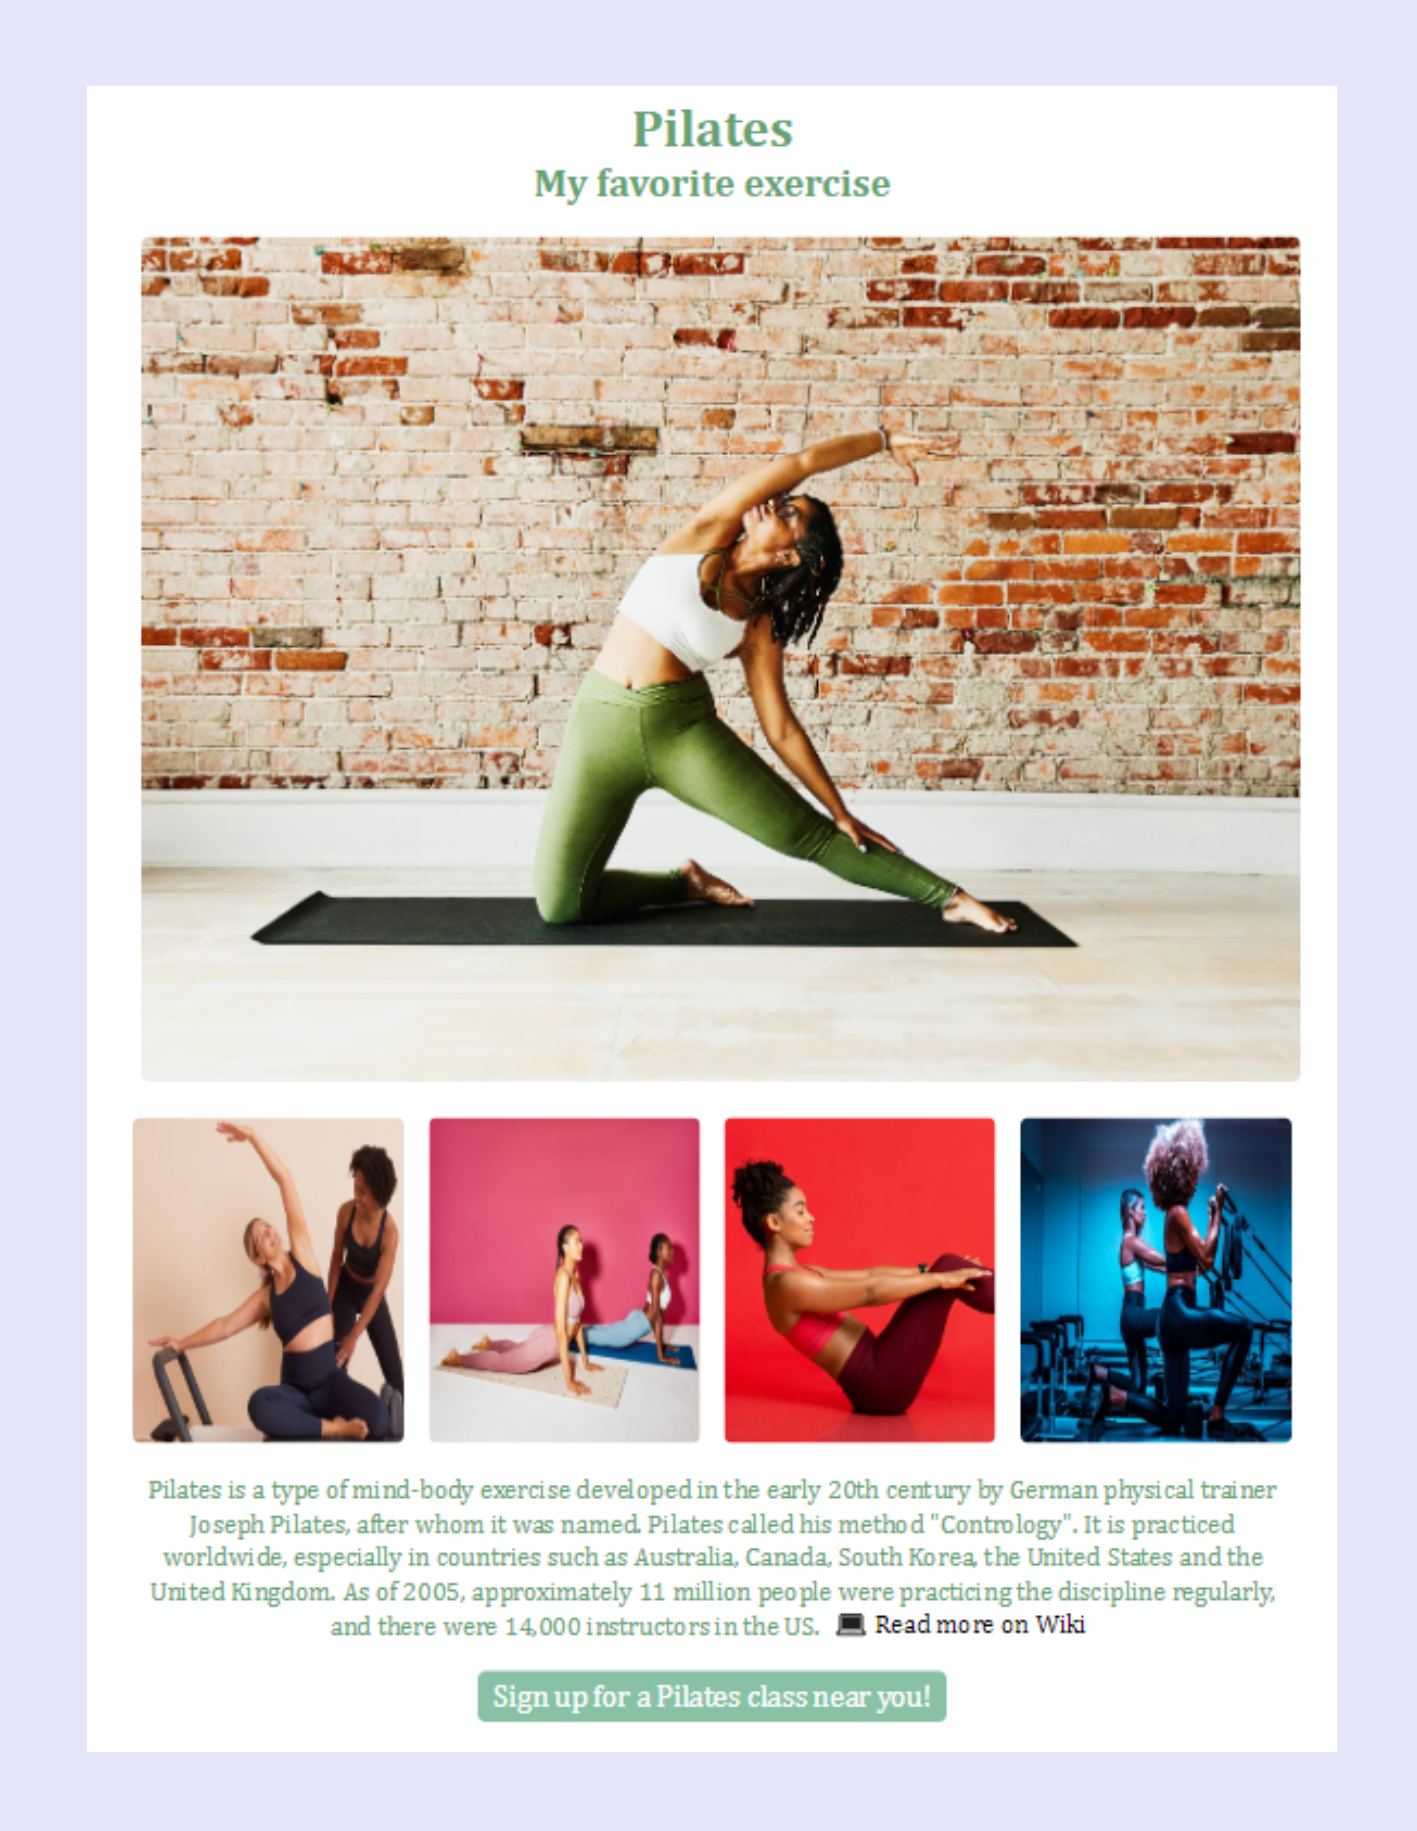 Pilates
My favorite exercise
Pilates is a type of mind-body exercise developed in the early 20th century by German physical trainer
Joseph Pilates, after whom it was named. Pilates called his method "Contrology". It is practiced
worldwide, especially in countries such as Australia, Canada, South Korea, the United States and the
United Kingdom. As of 2005, approximately 11 million people were practicing the discipline regularly,
and there were 14,000 instructors in the US. 💻 Read more on Wiki
Sign up for a Pilates class near you!